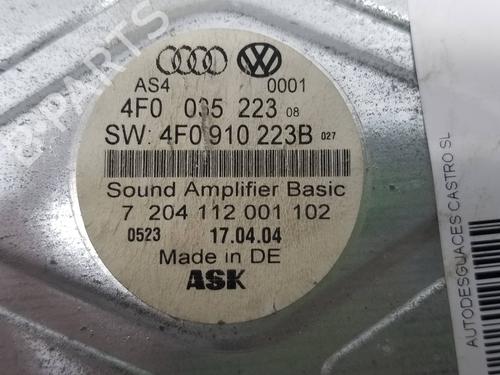 AS4 0001
4F0 035 223 08
SW: 4F0 910 223B 027
Sound Amplifier Basic
7 204 112 001 102
0523 17.04.04
Made in DE
ASK
AUTODESGUACES CASTRO SL
B-PARTS